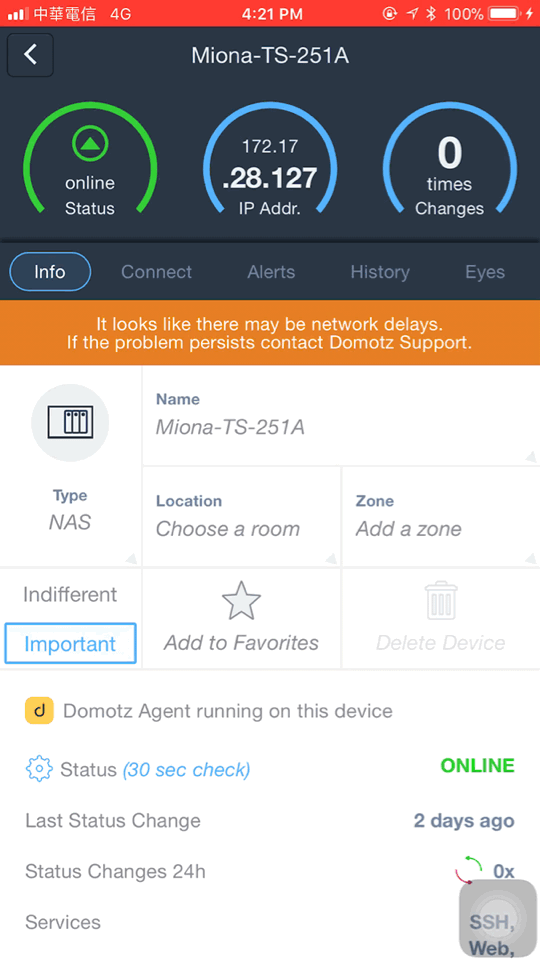 中華電信 4G 4:21 PM 100%
Miona-TS-251A
online
Status
172.17
.28.127
IP Addr.
0
times
Changes
Info Connect Alerts History Eyes
It looks like there may be network delays.
If the problem persists contact Domotz Support.
Type
NAS
Name
Miona-TS-251A
Location
Choose a room
Zone
Add a zone
Indifferent
Important
Add to Favorites
Delete Device
d Domotz Agent running on this device
Status (30 sec check) ONLINE
Last Status Change 2 days ago
Status Changes 24h 0x
Services SSH,
Web,